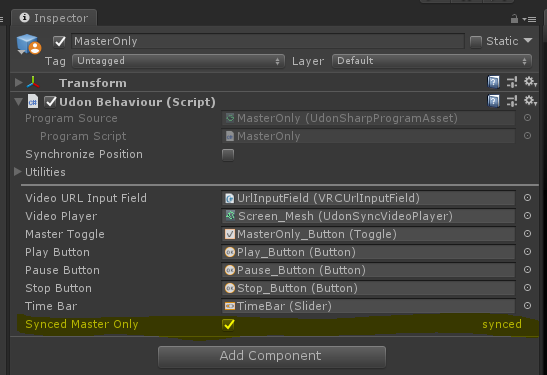 Inspector
MasterOnly
Static
Tag Untagged Layer Default
Transform
Udon Behaviour (Script)
Program Source MasterOnly (UdonSharpProgramAsset)
Program Script MasterOnly
Synchronize Position
Utilities
Video URL Input Field UrlInputField (VRCUrlInputField)
Video Player Screen_Mesh (UdonSyncVideoPlayer)
Master Toggle MasterOnly_Button (Toggle)
Play Button Play_Button (Button)
Pause Button Pause_Button (Button)
Stop Button Stop_Button (Button)
Time Bar TimeBar (Slider)
Synced Master Only synced
Add Component